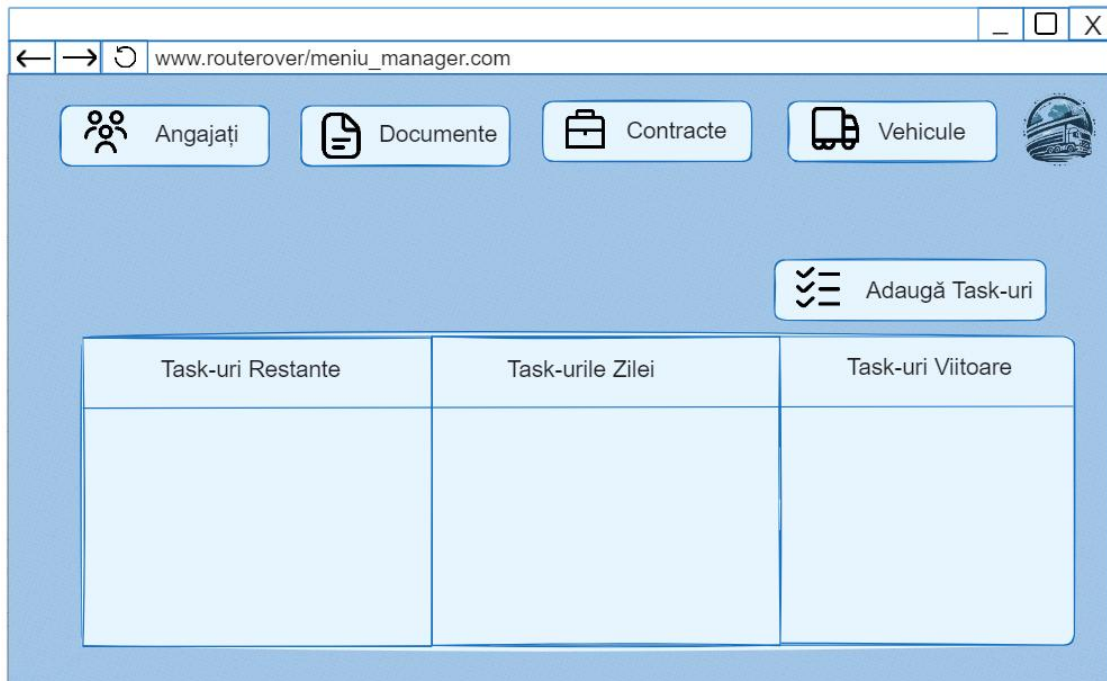 X
www.routerover/meniu_manager.com
Angajați
Documente
Contracte
Vehicule
Adaugă Task-uri
Task-uri Restante
Task-urile Zilei
Task-uri Viitoare